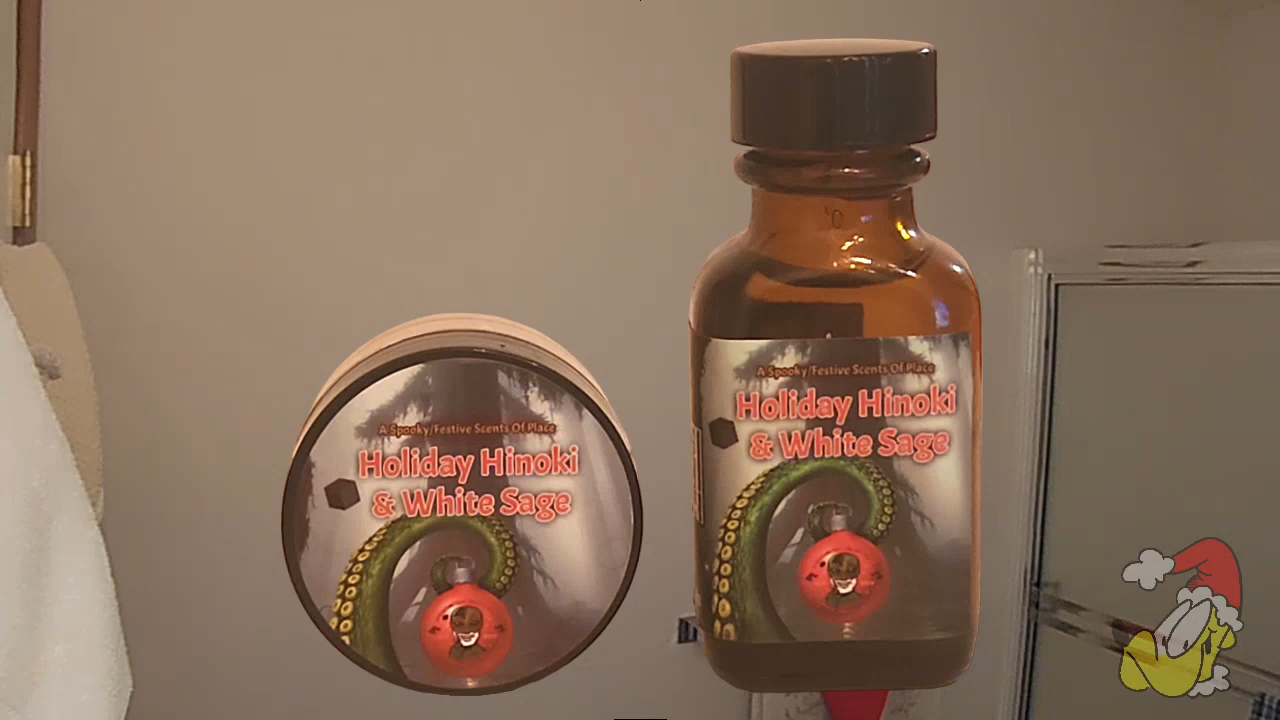 A Spooky/Festive Scents Of Place
Holiday Hinoki
& White Sage
A Spooky/Festive Scents Of Place
Holiday Hinoki
& White Sage